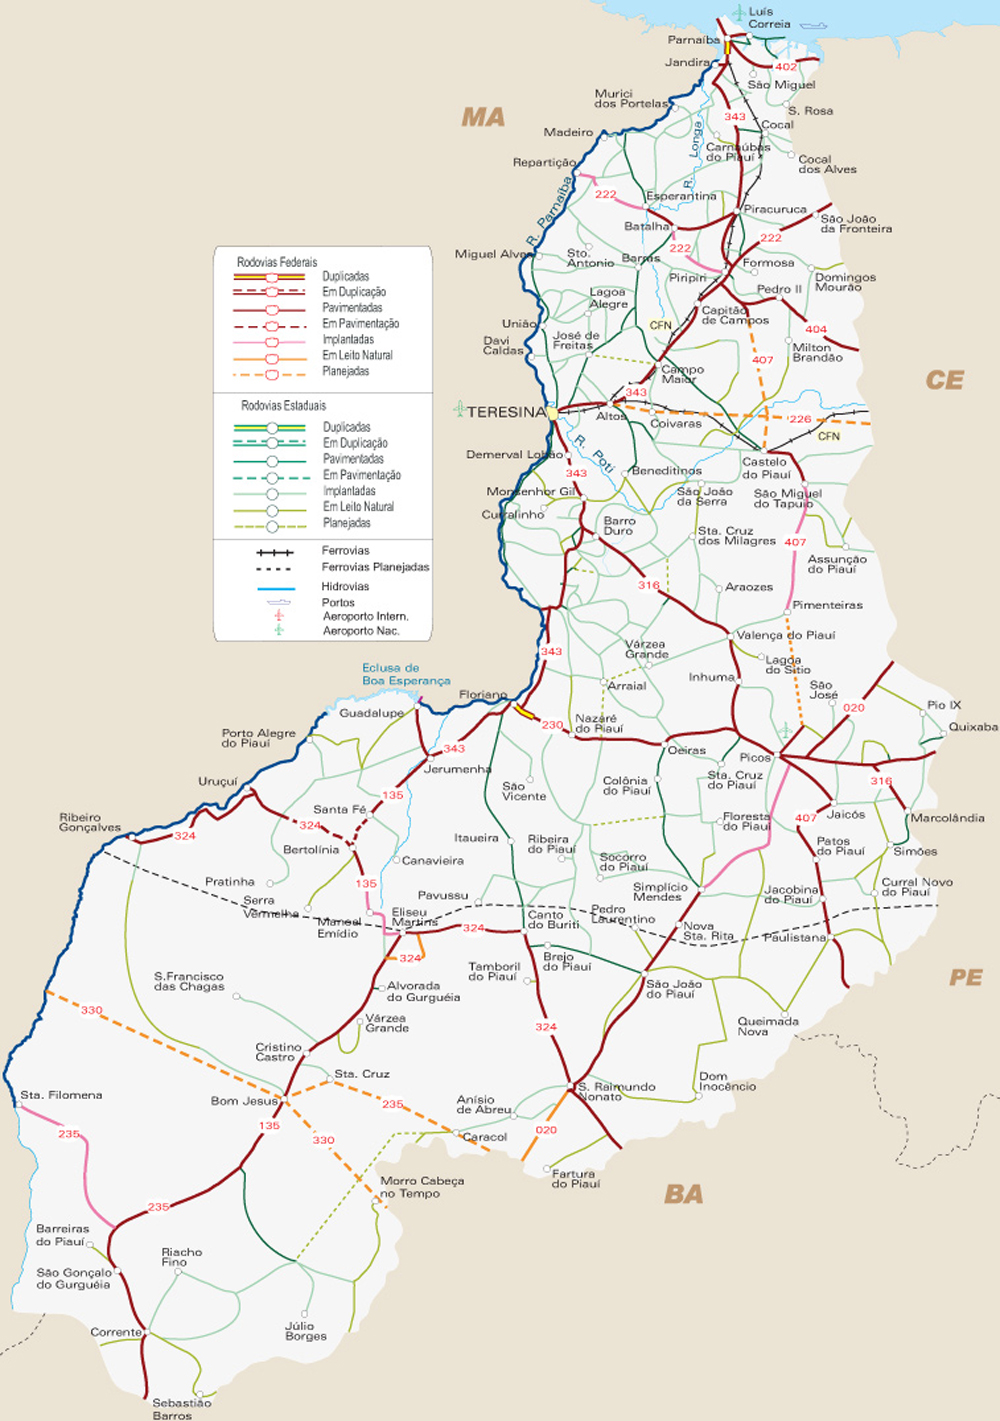 Luís
Correia
Parnaíba
Jandira
402
São Miguel
Murici
dos Portelas
MA
S. Rosa
343
Cocal
Madeiro
R. Longa
Carnaúbas
do Piauí
Repartição
Cocal
dos Alves
222
R. Parnaíba
Esperantina
Piracuruca
São João
da Fronteira
Batalha
222
222
Miguel Alves
Sto.
Antonio
Barras
Piripiri
Formosa
Domingos
Mourão
Rodovias Federais
Duplicadas
Em Duplicação
Pavimentadas
Em Pavimentação
Implantadas
Em Leito Natural
Planejadas
Lagoa
Alegre
Pedro II
Capitão
de Campos
União
CFN
404
José de
Freitas
Davi
Caldas
Milton
Brandão
407
Campo
Maior
CE
343
Rodovias Estaduais
Duplicadas
Em Duplicação
Pavimentadas
Em Pavimentação
Implantadas
Em Leito Natural
Planejadas
TERESINA
Altos
Coivaras
226
CFN
R. Poti
Demerval Lobão
343
Beneditinos
Castelo
do Piauí
Monsenhor Gil
São João
da Serra
São Miguel
do Tapuio
Curralinho
Barro
Duro
Sta. Cruz
dos Milagres
407
Ferrovias
Ferrovias Planejadas
Hidrovias
Portos
Aeroporto Intern.
Aeroporto Nac.
Assunção
do Piauí
316
Araozes
Pimenteiras
Valença do Piauí
343
Várzea
Grande
Lagoa
do Sitio
Eclusa de
Boa Esperança
Inhuma
Arraial
São
José
Floriano
Guadalupe
020
Pio IX
230
Nazaré
do Piauí
Quixaba
Porto Alegre
do Piauí
343
Oeiras
Picos
Jerumenha
Uruçuí
Colônia
do Piauí
Sta. Cruz
do Piauí
316
São
Vicente
135
Santa Fé
Ribeiro
Gonçalves
324
324
Floresta
do Piauí
407
Jaicós
Marcolândia
Itaueira
Ribeira
do Piauí
Patos
do Piauí
Simões
Bertolínia
Canavieira
Socorro
do Piauí
Pratinha
135
Simplício
Mendes
Jacobina
do Piauí
Curral Novo
do Piauí
Serra
Vermelha
Pavussu
Manoel
Emídio
Eliseu
Martins
Canto
do Buriti
Pedro
Laurentino
Nova
Sta. Rita
Paulistana
324
324
Brejo
do Piauí
Tamboril
do Piauí
PE
S.Francisco
das Chagas
Alvorada
do Gurguéia
São João
do Piauí
330
Várzea
Grande
324
Queimada
Nova
Cristino
Castro
Sta. Cruz
Dom
Inocêncio
Sta. Filomena
Bom Jesus
235
S. Raimundo
Nonato
Anísio
de Abreu
135
235
330
020
Caracol
Fartura
do Piauí
Morro Cabeça
no Tempo
BA
235
Barreiras
do Piauí
Riacho
Fino
São Gonçalo
do Gurguéia
Corrente
Júlio
Borges
Sebastião
Barros